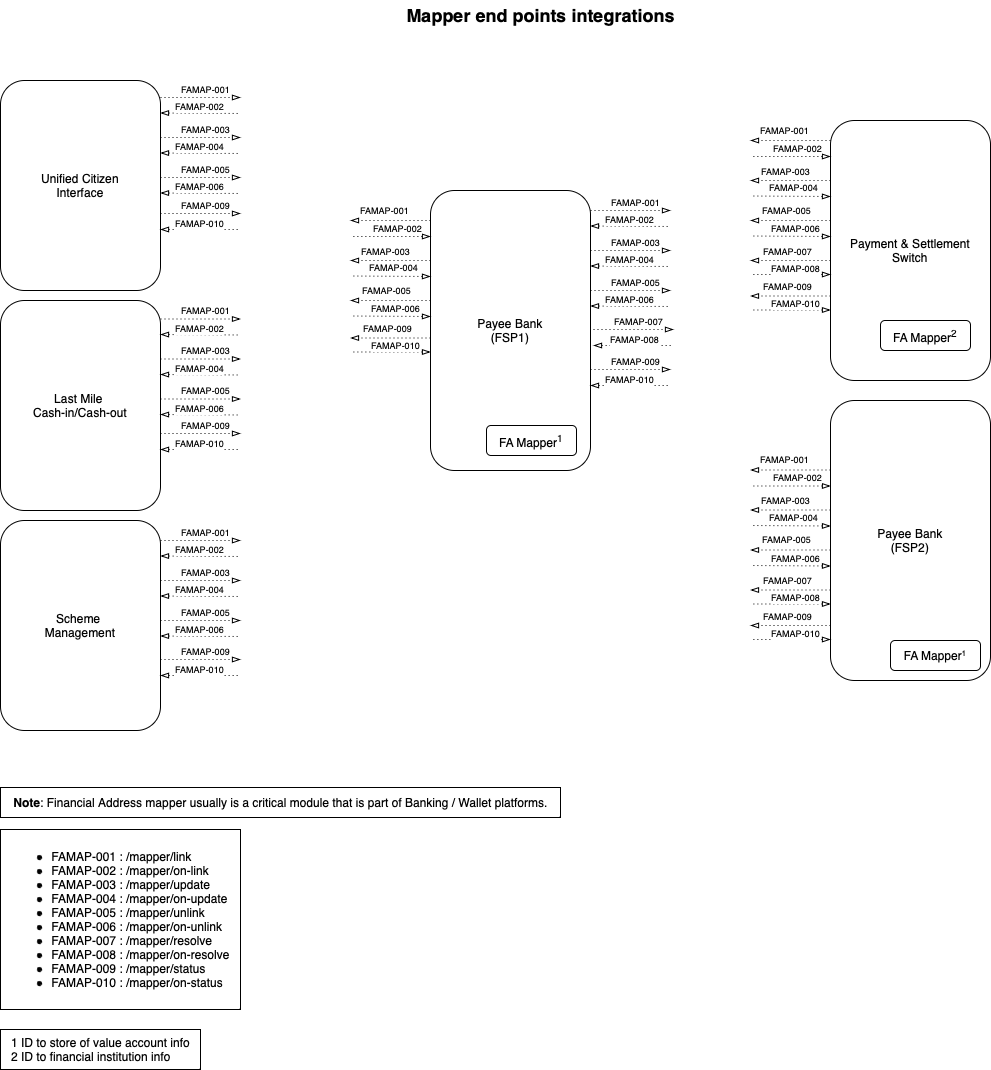 Mapper end points integrations
FAMAP-001
FAMAP-002
FAMAP-003
FAMAP-004
FAMAP-005
FAMAP-006
FAMAP-009
FAMAP-010
Unified Citizen
Interface
FAMAP-001
FAMAP-002
FAMAP-003
FAMAP-004
FAMAP-005
FAMAP-006
FAMAP-009
FAMAP-010
Last Mile
Cash-in/Cash-out
FAMAP-001
FAMAP-002
FAMAP-003
FAMAP-004
FAMAP-005
FAMAP-006
FAMAP-009
FAMAP-010
Scheme
Management
FAMAP-001
FAMAP-002
FAMAP-003
FAMAP-004
FAMAP-005
FAMAP-006
FAMAP-009
FAMAP-010
Payee Bank
(FSP1)
FA Mapper1
FAMAP-001
FAMAP-002
FAMAP-003
FAMAP-004
FAMAP-005
FAMAP-006
FAMAP-007
FAMAP-008
FAMAP-009
FAMAP-010
FAMAP-001
FAMAP-002
FAMAP-003
FAMAP-004
FAMAP-005
FAMAP-006
FAMAP-007
FAMAP-008
FAMAP-009
FAMAP-010
Payment & Settlement
Switch
FA Mapper2
FAMAP-001
FAMAP-002
FAMAP-003
FAMAP-004
FAMAP-005
FAMAP-006
FAMAP-007
FAMAP-008
FAMAP-009
FAMAP-010
Payee Bank
(FSP2)
FA Mapper¹
Note: Financial Address mapper usually is a critical module that is part of Banking / Wallet platforms.
● FAMAP-001 : /mapper/link
● FAMAP-002 : /mapper/on-link
● FAMAP-003 : /mapper/update
● FAMAP-004 : /mapper/on-update
● FAMAP-005 : /mapper/unlink
● FAMAP-006 : /mapper/on-unlink
● FAMAP-007 : /mapper/resolve
● FAMAP-008 : /mapper/on-resolve
● FAMAP-009 : /mapper/status
● FAMAP-010 : /mapper/on-status
1 ID to store of value account info
2 ID to financial institution info